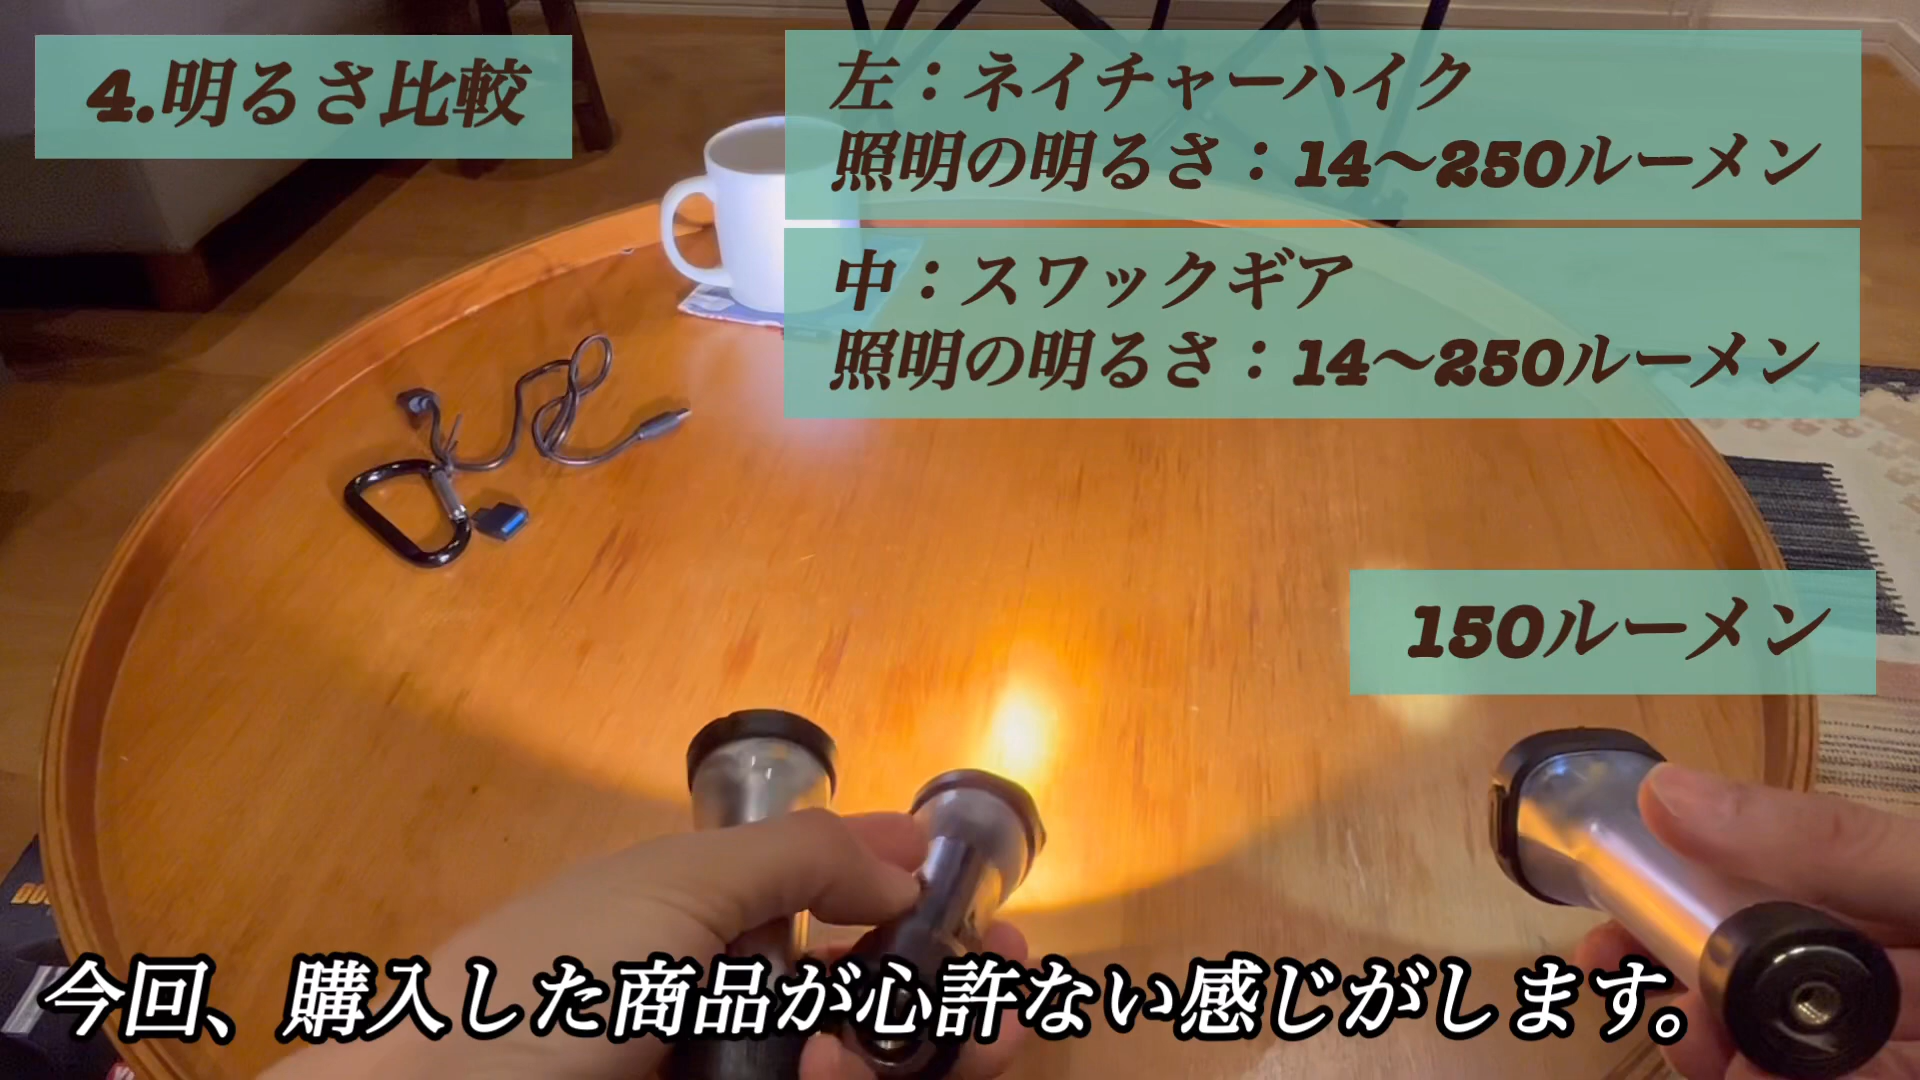 4.明るさ比較
左：ネイチャーハイク
照明の明るさ：14～250ルーメン
中：スワックギア
照明の明るさ：14～250ルーメン
150ルーメン
今回、購入した商品が心許ない感じがします。